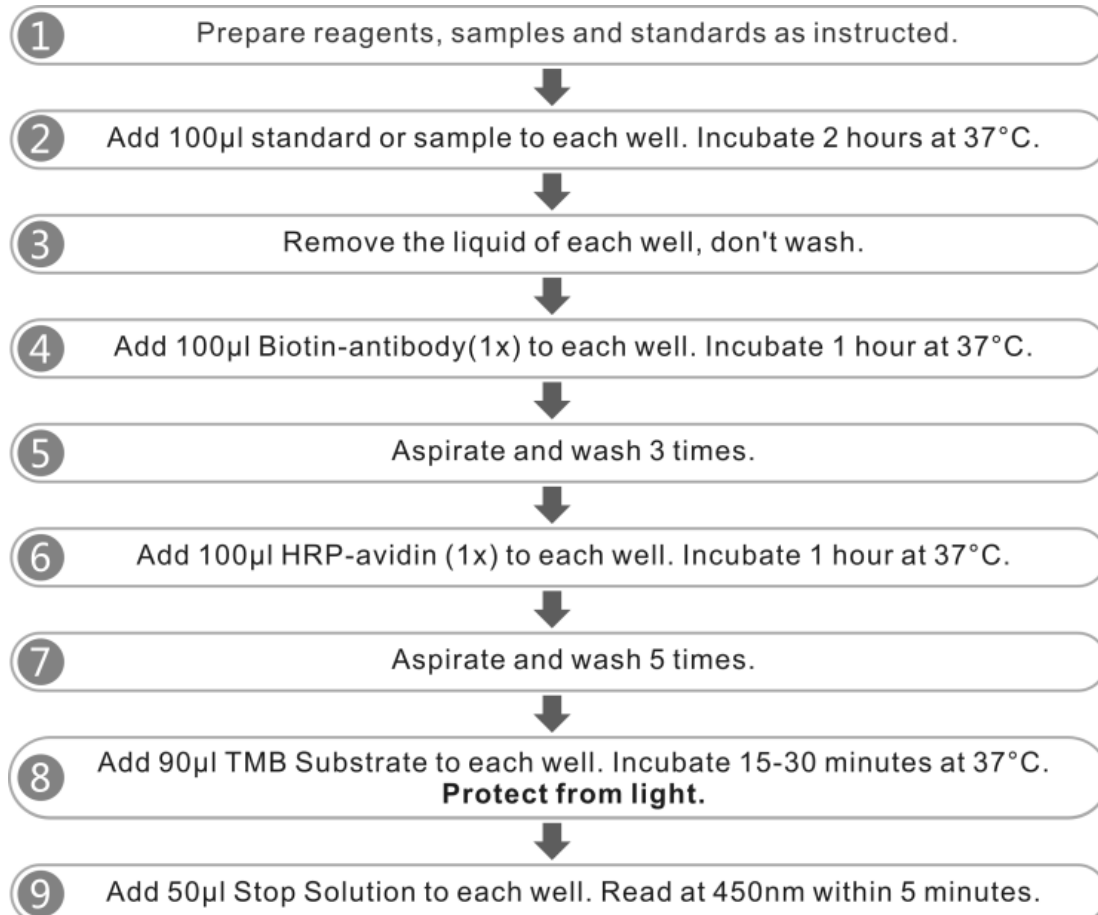 1 Prepare reagents, samples and standards as instructed.
2 Add 100μl standard or sample to each well. Incubate 2 hours at 37°C.
3 Remove the liquid of each well, don't wash.
4 Add 100μl Biotin-antibody(1x) to each well. Incubate 1 hour at 37°C.
5 Aspirate and wash 3 times.
6 Add 100μl HRP-avidin (1x) to each well. Incubate 1 hour at 37°C.
7 Aspirate and wash 5 times.
8 Add 90μl TMB Substrate to each well. Incubate 15-30 minutes at 37°C.
Protect from light.
9 Add 50μl Stop Solution to each well. Read at 450nm within 5 minutes.